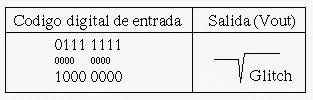 Codigo digital de entrada
Salida (Vout)
0111 1111
0000 0000
1000 0000
Glitch